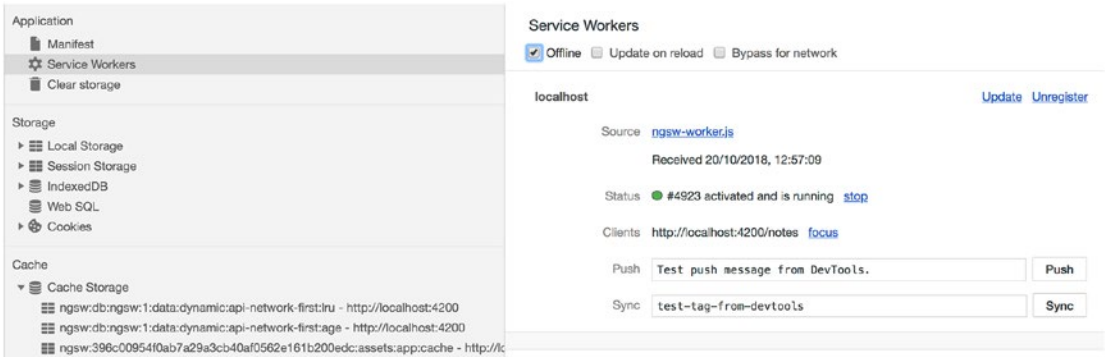 Application
Manifest
Service Workers
Clear storage
Storage
Local Storage
Session Storage
IndexedDB
Web SQL
Cookies
Cache
Cache Storage
ngsw:db:ngsw:1:data:dynamic:api-network-first:lru - http://localhost:4200
ngsw:db:ngsw:1:data:dynamic:api-network-first:age - http://localhost:4200
ngsw:396c00954f0ab7a29a3cb40af0562e161b200edc:assets:app:cache - http://lc
Service Workers
Offline Update on reload Bypass for network
localhost Update Unregister
Source ngsw-worker.js
Received 20/10/2018, 12:57:09
Status #4923 activated and is running stop
Clients http://localhost:4200/notes focus
Push Test push message from DevTools. Push
Sync test-tag-from-devtools Sync